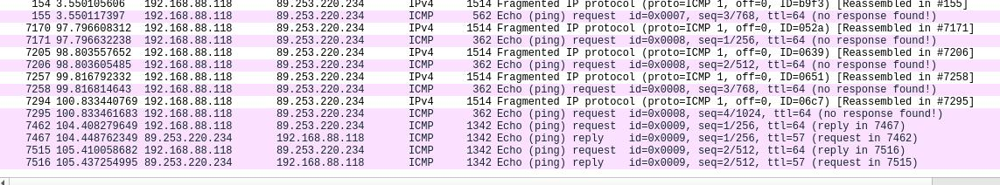 154 3.550105606 192.168.88.118 89.253.220.234 IPv4 1514 Fragmented IP protocol (proto=ICMP 1, off=0, ID=b9f3) [Reassembled in #155]
155 3.550117397 192.168.88.118 89.253.220.234 ICMP 562 Echo (ping) request id=0x0007, seq=3/768, ttl=64 (no response found!)
7170 97.796608312 192.168.88.118 89.253.220.234 IPv4 1514 Fragmented IP protocol (proto=ICMP 1, off=0, ID=052a) [Reassembled in #7171]
7171 97.796632238 192.168.88.118 89.253.220.234 ICMP 362 Echo (ping) request id=0x0008, seq=1/256, ttl=64 (no response found!)
7205 98.803557652 192.168.88.118 89.253.220.234 IPv4 1514 Fragmented IP protocol (proto=ICMP 1, off=0, ID=0639) [Reassembled in #7206]
7206 98.803605485 192.168.88.118 89.253.220.234 ICMP 362 Echo (ping) request id=0x0008, seq=2/512, ttl=64 (no response found!)
7257 99.816792332 192.168.88.118 89.253.220.234 IPv4 1514 Fragmented IP protocol (proto=ICMP 1, off=0, ID=0651) [Reassembled in #7258]
7258 99.816814643 192.168.88.118 89.253.220.234 ICMP 362 Echo (ping) request id=0x0008, seq=3/768, ttl=64 (no response found!)
7294 100.833440769 192.168.88.118 89.253.220.234 IPv4 1514 Fragmented IP protocol (proto=ICMP 1, off=0, ID=06c7) [Reassembled in #7295]
7295 100.833461683 192.168.88.118 89.253.220.234 ICMP 362 Echo (ping) request id=0x0008, seq=4/1024, ttl=64 (no response found!)
7462 104.408279649 192.168.88.118 89.253.220.234 ICMP 1342 Echo (ping) request id=0x0009, seq=1/256, ttl=64 (reply in 7467)
7467 104.448762349 89.253.220.234 192.168.88.118 ICMP 1342 Echo (ping) reply id=0x0009, seq=1/256, ttl=57 (request in 7462)
7515 105.410058682 192.168.88.118 89.253.220.234 ICMP 1342 Echo (ping) request id=0x0009, seq=2/512, ttl=64 (reply in 7516)
7516 105.437254995 89.253.220.234 192.168.88.118 ICMP 1342 Echo (ping) reply id=0x0009, seq=2/512, ttl=57 (request in 7515)